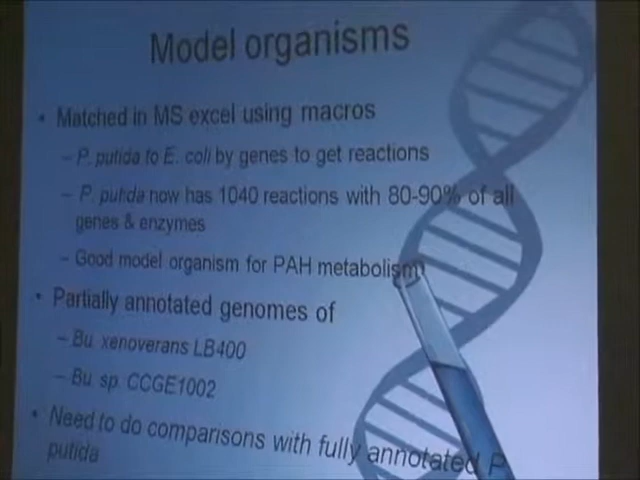 Model organisms
• Matched in MS excel using macros
– P. putida to E. coli by genes to get reactions
– P. putida now has 1040 reactions with 80-90% of all
genes & enzymes
– Good model organism for PAH metabolism
• Partially annotated genomes of
– Bu. xenoverans LB400
– Bu. sp. CCGE1002
• Need to do comparisons with fully annotated P.
putida